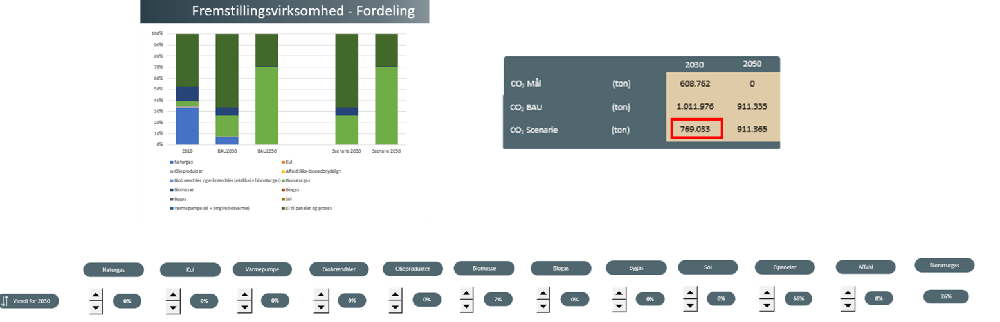 Fremstillingsvirksomhed - Fordeling
100%
90%
80%
70%
60%
50%
40%
30%
20%
10%
0%
2019 BAU2030 BAU2050 Scenarie 2030 Scenarie 2050
Naturgas Kul
Olieprodukter Affald ikke-bionedbrydeligt
Biobrændsler og e-brændsler (eksklusiv bionaturgas) Bionaturgas
Biomasse Biogas
Bygas Sol
Varmepumpe (el + omgivelsesvarme) El til paneler og proces
2030 2050
CO₂ Mål (ton) 608.762 0
CO₂ BAU (ton) 1.011.976 911.335
CO₂ Scenarie (ton) 769.033 911.365
Naturgas Kul Varmepumpe Biobrændsler Olieprodukter Biomasse Biogas Bygas Sol Elpaneler Affald Bionaturgas
Værdi for 2030 0% 0% 0% 0% 0% 7% 0% 0% 0% 66% 0% 26%